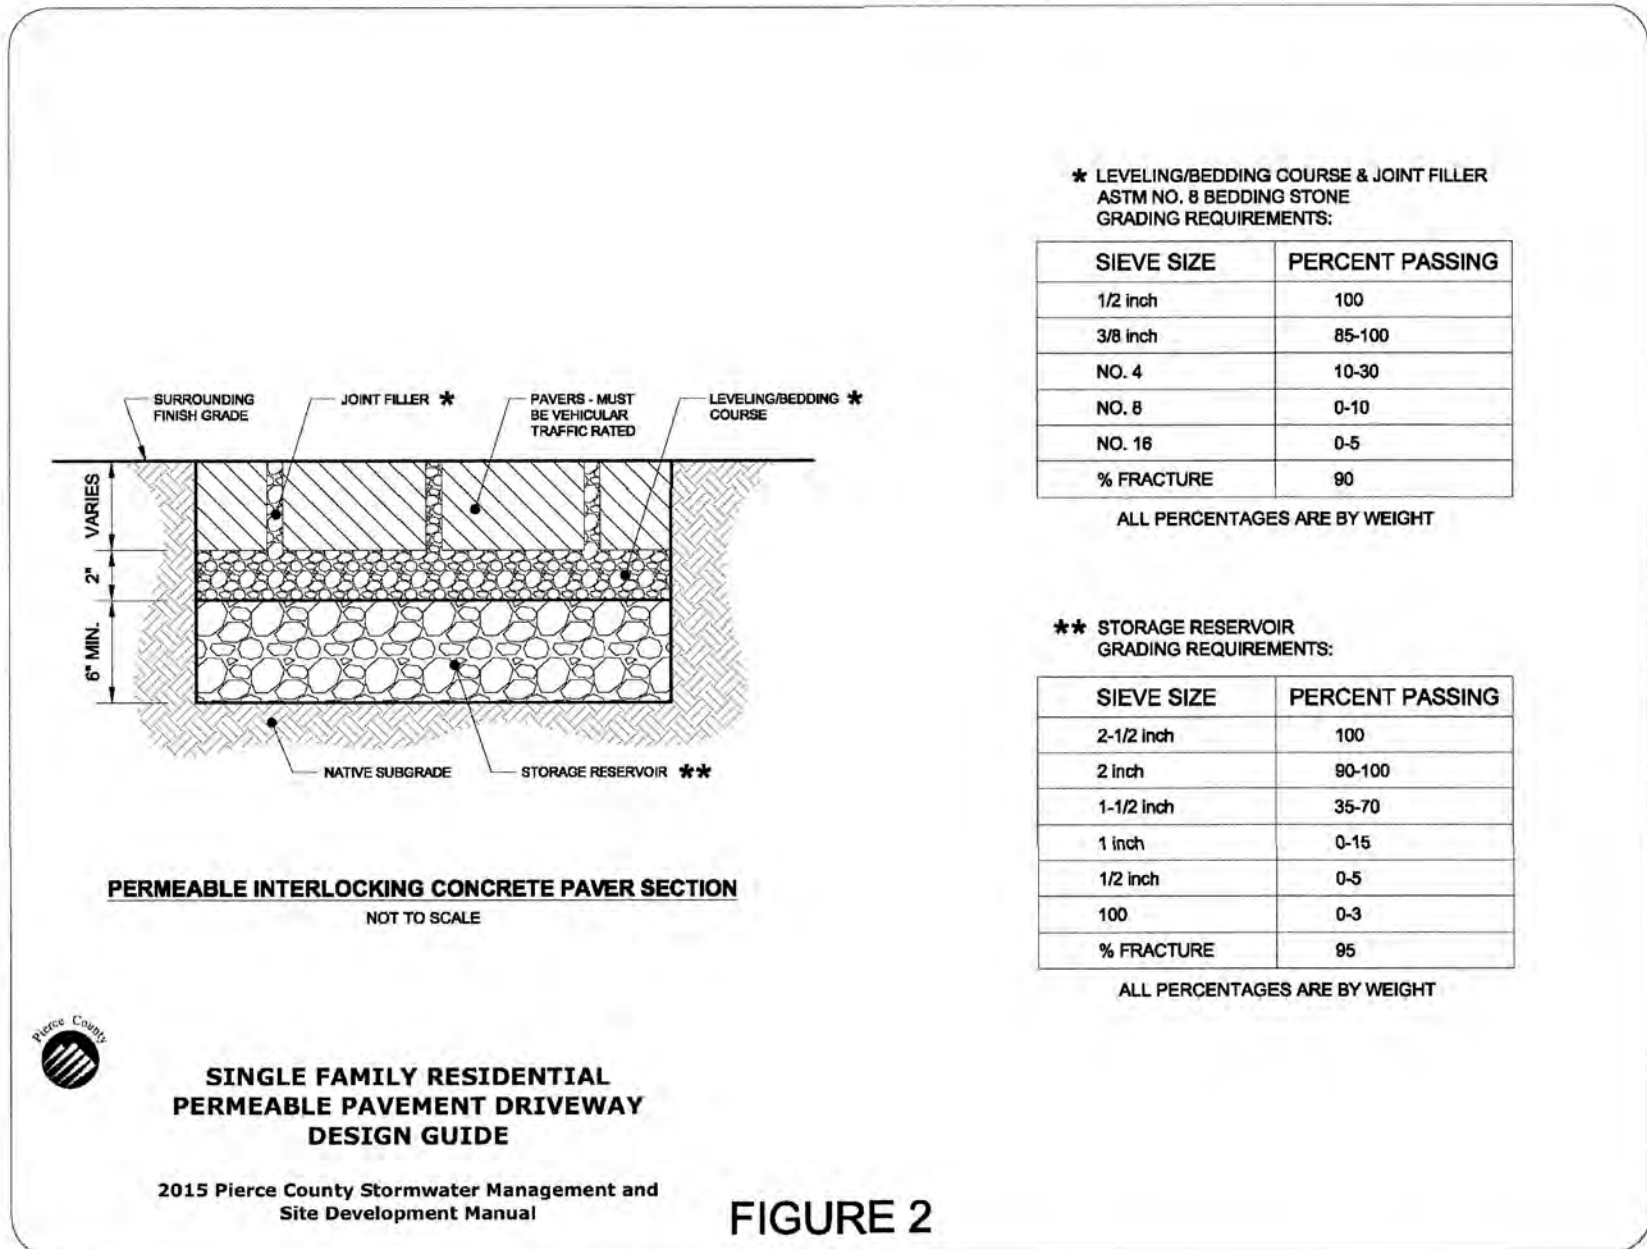 * LEVELING/BEDDING COURSE & JOINT FILLER
ASTM NO. 8 BEDDING STONE
GRADING REQUIREMENTS:
SIEVE SIZE PERCENT PASSING
1/2 inch 100
3/8 inch 85-100
NO. 4 10-30
NO. 8 0-10
NO. 16 0-5
% FRACTURE 90
ALL PERCENTAGES ARE BY WEIGHT
SURROUNDING
FINISH GRADE
JOINT FILLER *
PAVERS - MUST
BE VEHICULAR
TRAFFIC RATED
LEVELING/BEDDING *
COURSE
VARIES
2"
6" MIN.
NATIVE SUBGRADE
STORAGE RESERVOIR **
** STORAGE RESERVOIR
GRADING REQUIREMENTS:
SIEVE SIZE PERCENT PASSING
2-1/2 inch 100
2 inch 90-100
1-1/2 inch 35-70
1 inch 0-15
1/2 inch 0-5
100 0-3
% FRACTURE 95
ALL PERCENTAGES ARE BY WEIGHT
PERMEABLE INTERLOCKING CONCRETE PAVER SECTION
NOT TO SCALE
Pierce County
SINGLE FAMILY RESIDENTIAL
PERMEABLE PAVEMENT DRIVEWAY
DESIGN GUIDE
2015 Pierce County Stormwater Management and
Site Development Manual
FIGURE 2